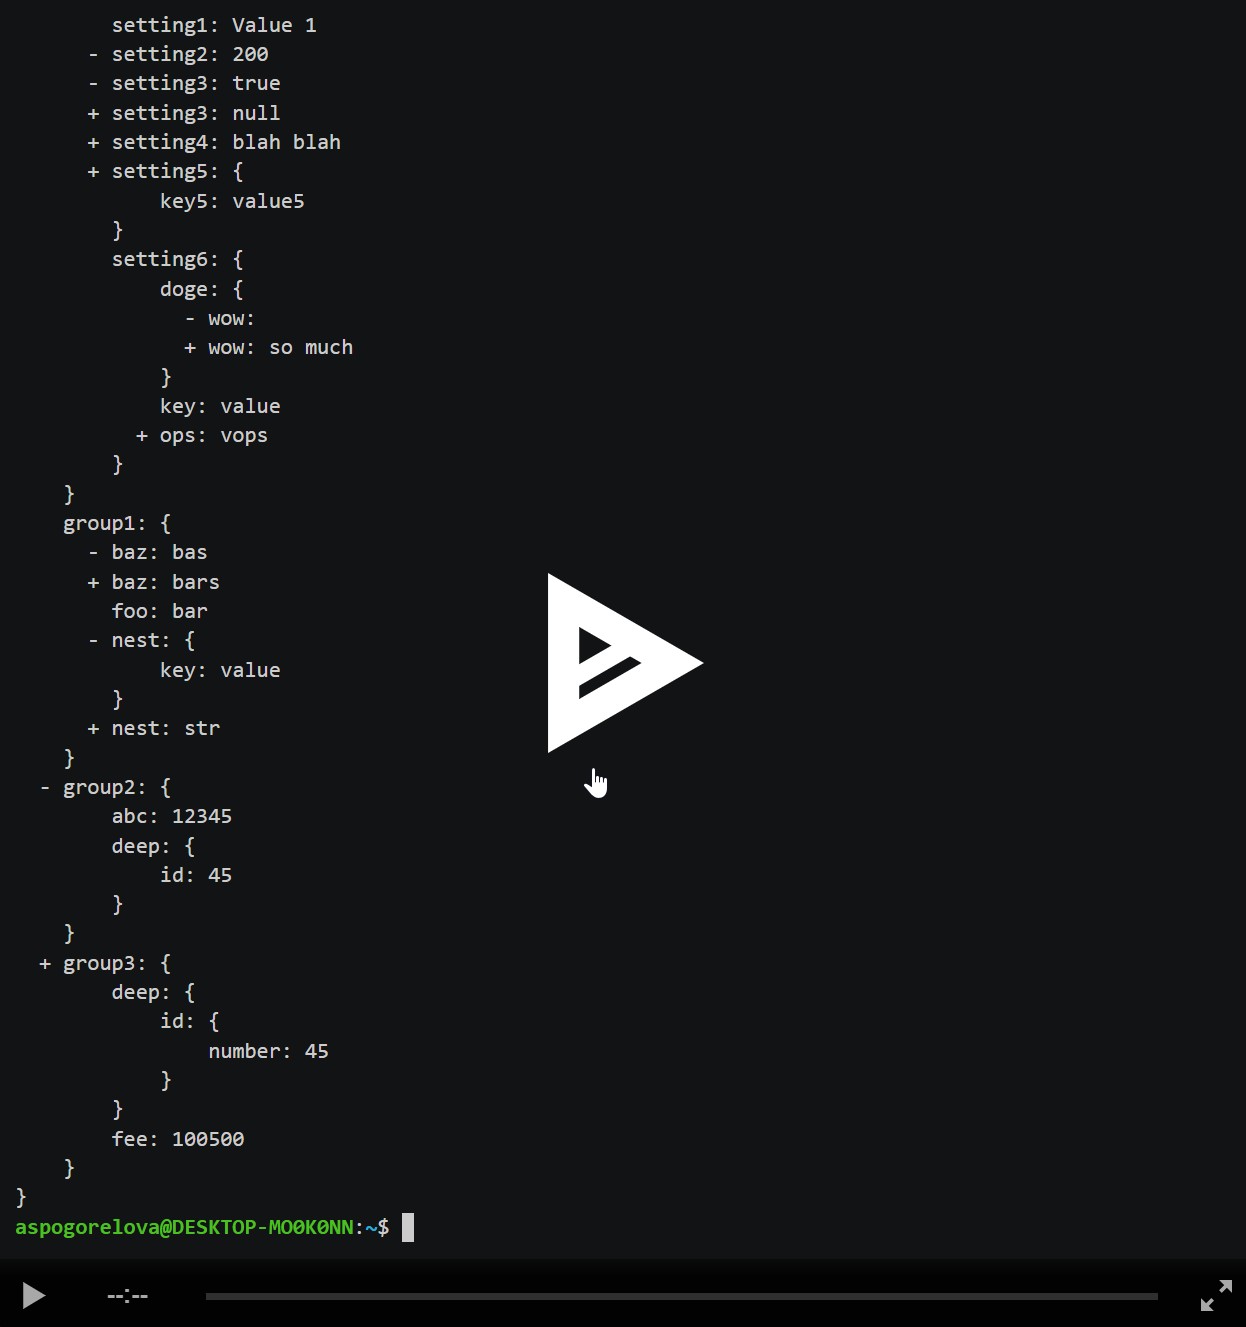 setting1: Value 1
      - setting2: 200
      - setting3: true
      + setting3: null
      + setting4: blah blah
      + setting5: {
            key5: value5
        }
        setting6: {
            doge: {
              - wow:
              + wow: so much
            }
            key: value
          + ops: vops
        }
    }
    group1: {
      - baz: bas
      + baz: bars
        foo: bar
      - nest: {
            key: value
        }
      + nest: str
    }
  - group2: {
        abc: 12345
        deep: {
            id: 45
        }
    }
  + group3: {
        deep: {
            id: {
                number: 45
            }
        }
        fee: 100500
    }
}
aspogorelova@DESKTOP-MO0K0NN:~$
--:--